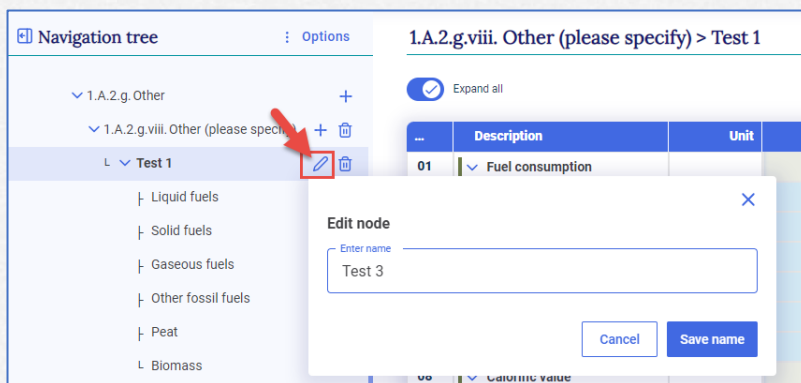 Navigation tree
Options
1.A.2.g. Other
1.A.2.g.viii. Other (please specify)
Test 1
Liquid fuels
Solid fuels
Gaseous fuels
Other fossil fuels
Peat
Biomass
1.A.2.g.viii. Other (please specify) > Test 1
Expand all
... Description Unit
01 Fuel consumption
Edit node
Enter name
Test 3
Cancel Save name
08 Calorific value